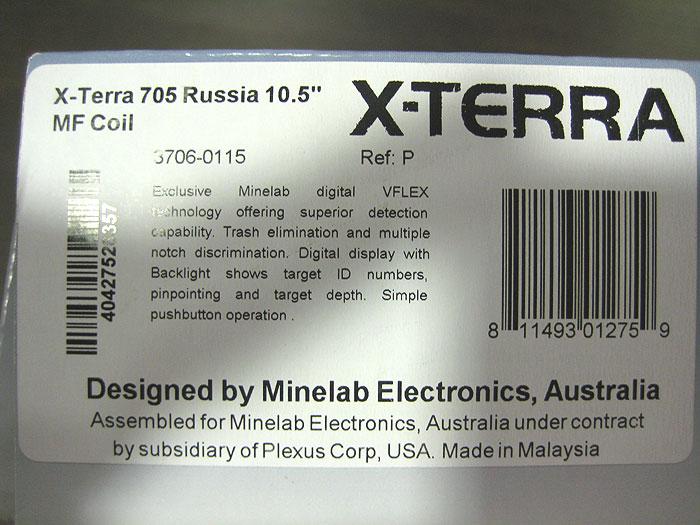 X-Terra 705 Russia 10.5"
MF Coil
X-TERRA
3706-0115
Ref: P
Exclusive Minelab digital VFLEX
technology offering superior detection
capability. Trash elimination and multiple
notch discrimination. Digital display with
Backlight shows target ID numbers,
pinpointing and target depth. Simple
pushbutton operation .
8 11493 01275 9
Designed by Minelab Electronics, Australia
Assembled for Minelab Electronics, Australia under contract
by subsidiary of Plexus Corp, USA. Made in Malaysia